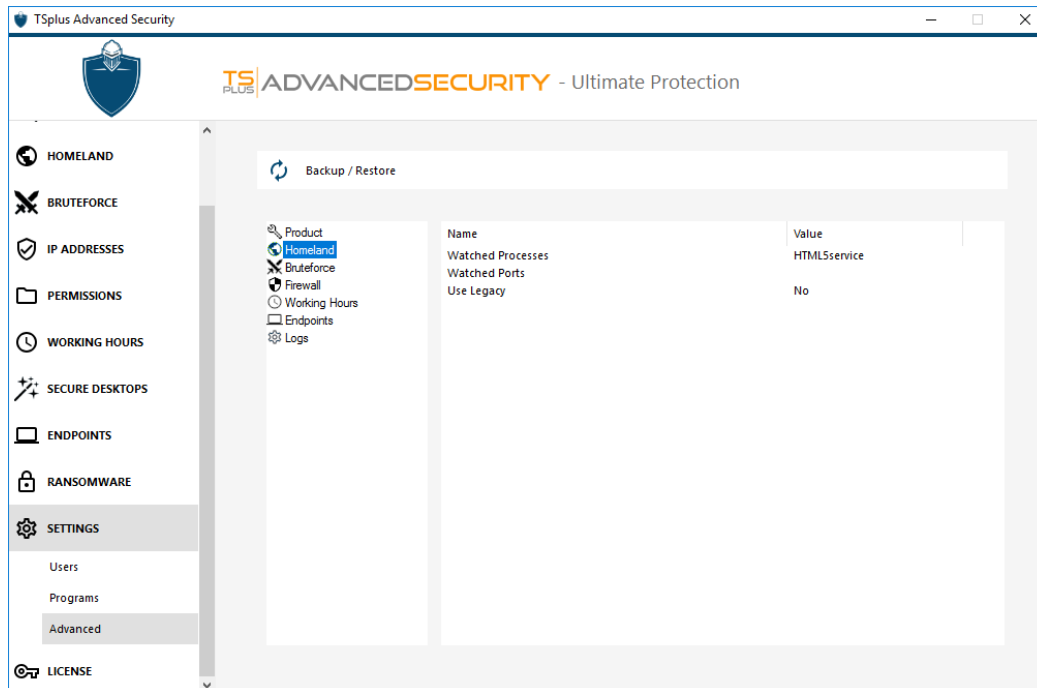 TSplus Advanced Security
TS PLUS ADVANCEDSECURITY - Ultimate Protection
HOMELAND
BRUTEFORCE
IP ADDRESSES
PERMISSIONS
WORKING HOURS
SECURE DESKTOPS
ENDPOINTS
RANSOMWARE
SETTINGS
Users
Programs
Advanced
LICENSE
Backup / Restore
Product
Homeland
Bruteforce
Firewall
Working Hours
Endpoints
Logs
Name Value
Watched Processes HTML5service
Watched Ports
Use Legacy No